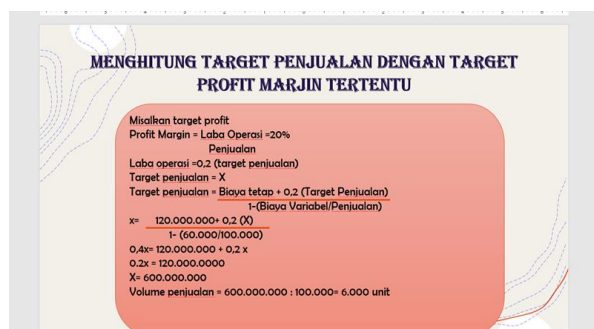 MENGHITUNG TARGET PENJUALAN DENGAN TARGET
PROFIT MARJIN TERTENTU
Misalkan target profit
Profit Margin = Laba Operasi =20%
Penjualan
Laba operasi =0,2 (target penjualan)
Target penjualan = X
Target penjualan = Biaya tetap + 0,2 (Target Penjualan)
1-(Biaya Variabel/Penjualan)
x= 120.000.000+ 0,2 (X)
1- (60.000/100.000)
0,4x= 120.000.000 + 0,2 x
0.2x = 120.000.0000
X= 600.000.000
Volume penjualan = 600.000.000 : 100.000= 6.000 unit